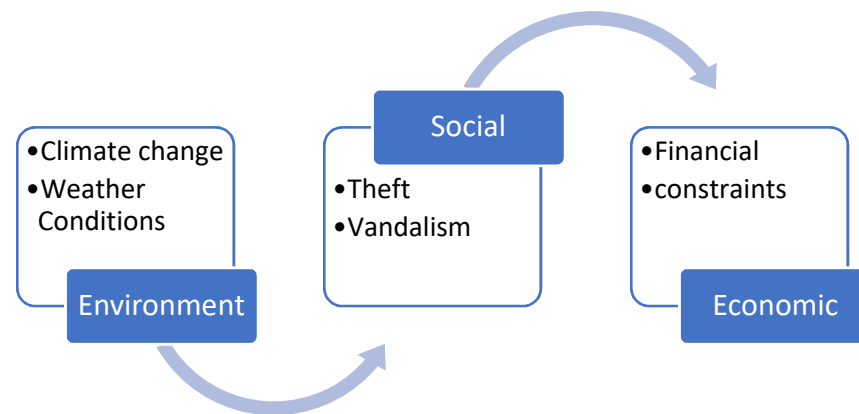 •Climate change
•Weather
Conditions
Environment
Social
•Theft
•Vandalism
•Financial
•constraints
Economic